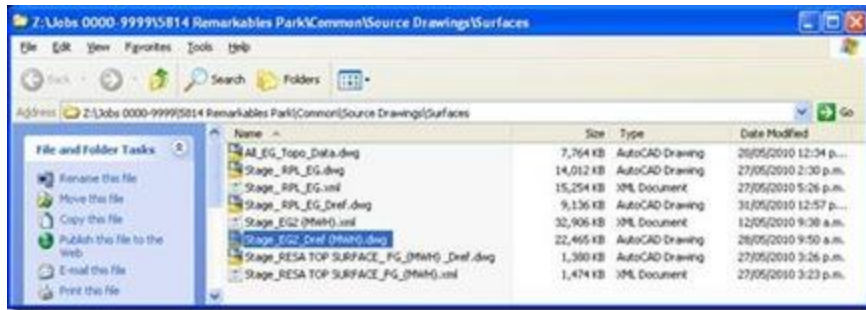 Z:\Jobs 0000-9999\5814 Remarkables Park\Common\Source Drawings\Surfaces
File Edit View Favorites Tools Help
Back Search Folders
Address Z:\Jobs 0000-9999\5814 Remarkables Park\Common\Source Drawings\Surfaces Go
File and Folder Tasks
Rename this file
Move this file
Copy this file
Publish this file to the Web
E-mail this file
Print this file
Name Size Type Date Modified
All_EG_Topo_Data.dwg 7,764 KB AutoCAD Drawing 28/05/2010 12:34 p...
Stage_RPL_EG.dwg 14,012 KB AutoCAD Drawing 27/05/2010 2:30 p.m.
Stage_RPL_EG.xml 15,254 KB XML Document 27/05/2010 5:26 p.m.
Stage_RPL_EG_Dref.dwg 9,136 KB AutoCAD Drawing 31/05/2010 12:57 p...
Stage_EG2 (MWH).xml 32,906 KB XML Document 12/05/2010 9:38 a.m.
Stage_EG2_Dref (MWH).dwg 22,465 KB AutoCAD Drawing 28/05/2010 9:50 a.m.
Stage_RESA TOP SURFACE_FG_(MWH)_Dref.dwg 1,380 KB AutoCAD Drawing 27/05/2010 3:26 p.m.
Stage_RESA TOP SURFACE_FG_(MWH).xml 1,474 KB XML Document 27/05/2010 3:23 p.m.